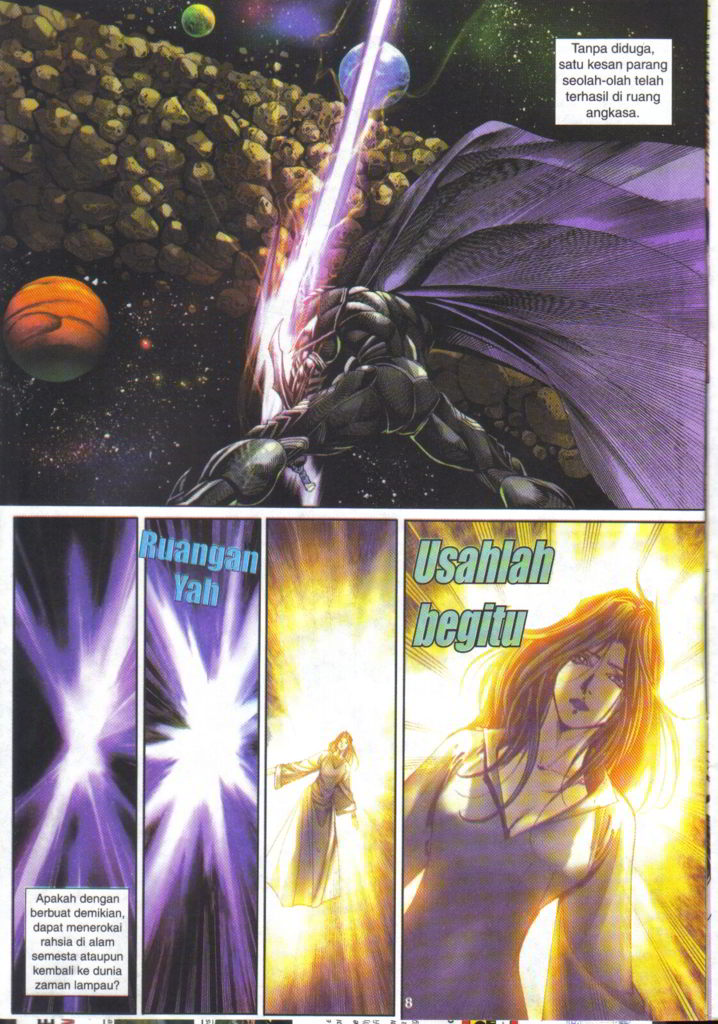 Tanpa diduga,
satu kesan parang
seolah-olah telah
terhasil di ruang
angkasa.
Ruangan
Yah
Usahlah
begitu
Apakah dengan
berbuat demikian,
dapat menerokai
rahsia di alam
semesta ataupun
kembali ke dunia
zaman lampau?
8